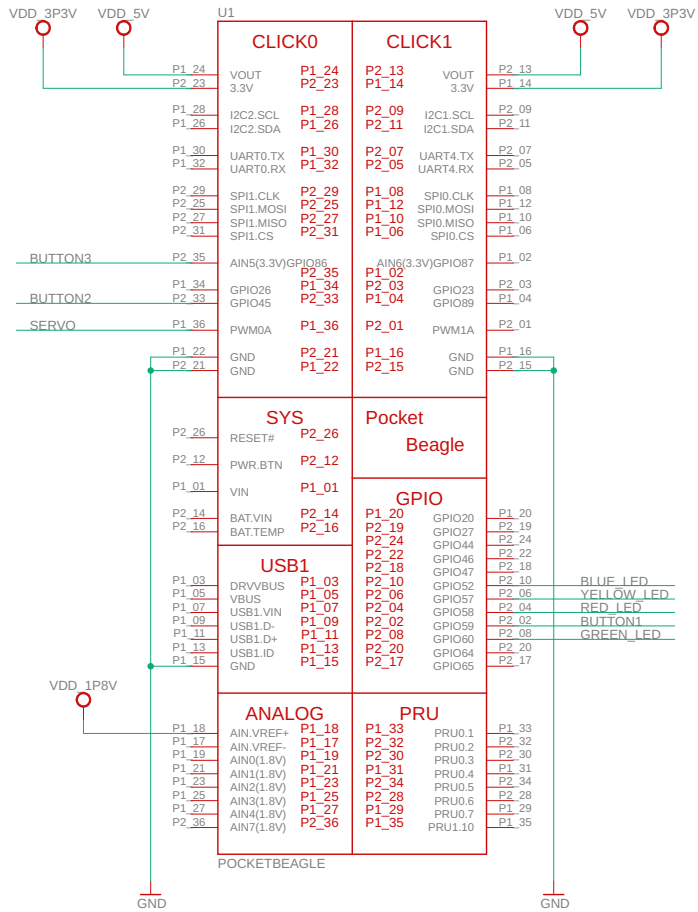 VDD_3P3V VDD_5V U1 VDD_5V VDD_3P3V
CLICK0 CLICK1
P1_24 VOUT P1_24 P2_13 VOUT P2_13
P2_23 3.3V P2_23 P1_14 3.3V P1_14
P1_28 I2C2.SCL P1_28 P2_09 I2C1.SCL P2_09
P1_26 I2C2.SDA P1_26 P2_11 I2C1.SDA P2_11
P1_30 UART0.TX P1_30 P2_07 UART4.TX P2_07
P1_32 UART0.RX P1_32 P2_05 UART4.RX P2_05
P2_29 SPI1.CLK P2_29 P1_08 SPI0.CLK P1_08
P2_25 SPI1.MOSI P2_25 P1_12 SPI0.MOSI P1_12
P2_27 SPI1.MISO P2_27 P1_10 SPI0.MISO P1_10
P2_31 SPI1.CS P2_31 P1_06 SPI0.CS P1_06
BUTTON3 P2_35 AIN5(3.3V)GPIO86 AIN6(3.3V)GPIO87 P1_02
P2_35 P1_02
P1_34 GPIO26 P1_34 P2_03 GPIO23 P2_03
BUTTON2 P2_33 GPIO45 P2_33 P1_04 GPIO89 P1_04
SERVO P1_36 PWM0A P1_36 P2_01 PWM1A P2_01
P1_22 GND P2_21 P1_16 GND P1_16
P2_21 GND P1_22 P2_15 GND P2_15
SYS Pocket
P2_26 RESET# P2_26 Beagle
P2_12 PWR.BTN P2_12
P1_01 VIN P1_01 GPIO
P2_14 BAT.VIN P2_14 P1_20 GPIO20 P1_20
P2_16 BAT.TEMP P2_16 P2_19 GPIO27 P2_19
P2_24 GPIO44 P2_24
USB1 P2_22 GPIO46 P2_22
P2_18 GPIO47 P2_18
P1_03 DRVVBUS P1_03 P2_10 GPIO52 P2_10 BLUE_LED
P1_05 VBUS P1_05 P2_06 GPIO57 P2_06 YELLOW_LED
P1_07 USB1.VIN P1_07 P2_04 GPIO58 P2_04 RED_LED
P1_09 USB1.D- P1_09 P2_02 GPIO59 P2_02 BUTTON1
P1_11 USB1.D+ P1_11 P2_08 GPIO60 P2_08 GREEN_LED
P1_13 USB1.ID P1_13 P2_20 GPIO64 P2_20
P1_15 GND P1_15 P2_17 GPIO65 P2_17
VDD_1P8V
ANALOG PRU
P1_18 AIN.VREF+ P1_18 P1_33 PRU0.1 P1_33
P1_17 AIN.VREF- P1_17 P2_32 PRU0.2 P2_32
P1_19 AIN0(1.8V) P1_19 P2_30 PRU0.3 P2_30
P1_21 AIN1(1.8V) P1_21 P1_31 PRU0.4 P1_31
P1_23 AIN2(1.8V) P1_23 P2_34 PRU0.5 P2_34
P1_25 AIN3(1.8V) P1_25 P2_28 PRU0.6 P2_28
P1_27 AIN4(1.8V) P1_27 P1_29 PRU0.7 P1_29
P2_36 AIN7(1.8V) P2_36 P1_35 PRU1.10 P1_35
POCKETBEAGLE
GND GND